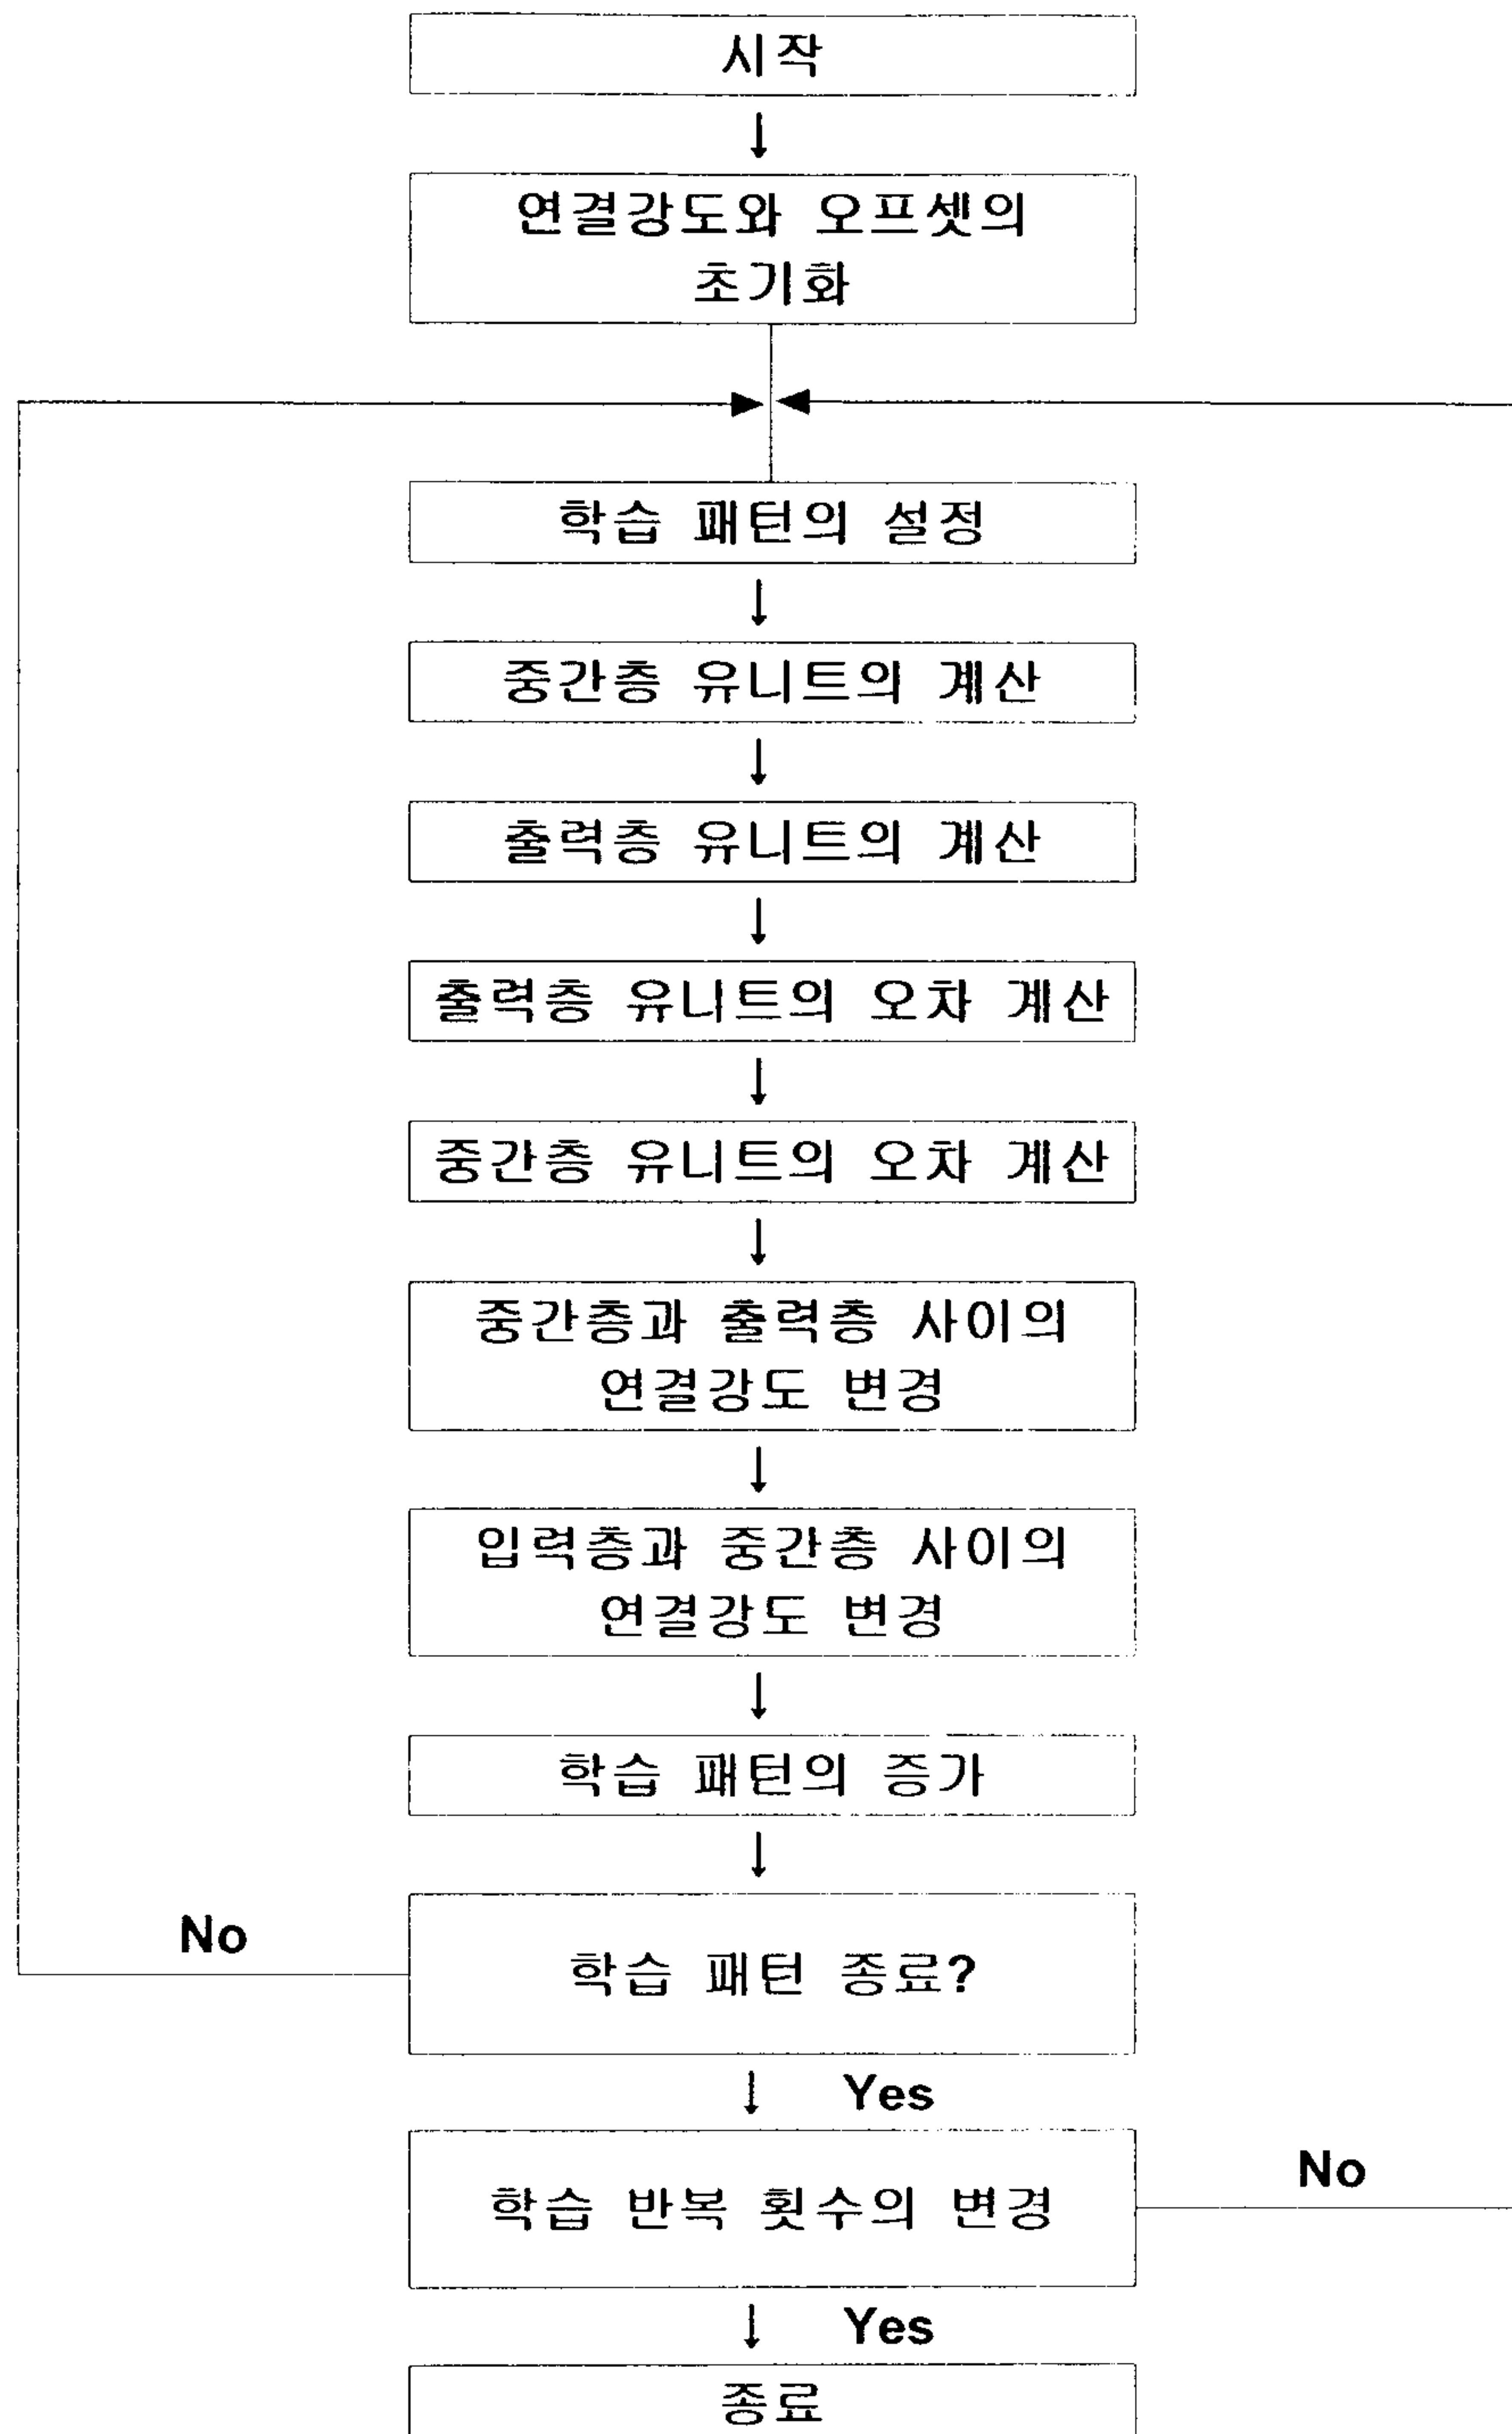 시작
연결강도와 오프셋의
초기화
학습 패턴의 설정
중간층 유니트의 계산
출력층 유니트의 계산
출력층 유니트의 오차 계산
중간층 유니트의 오차 계산
중간층과 출력층 사이의
연결강도 변경
입력층과 중간층 사이의
연결강도 변경
학습 패턴의 증가
No
학습 패턴 종료?
Yes
No
학습 반복 횟수의 변경
Yes
종료